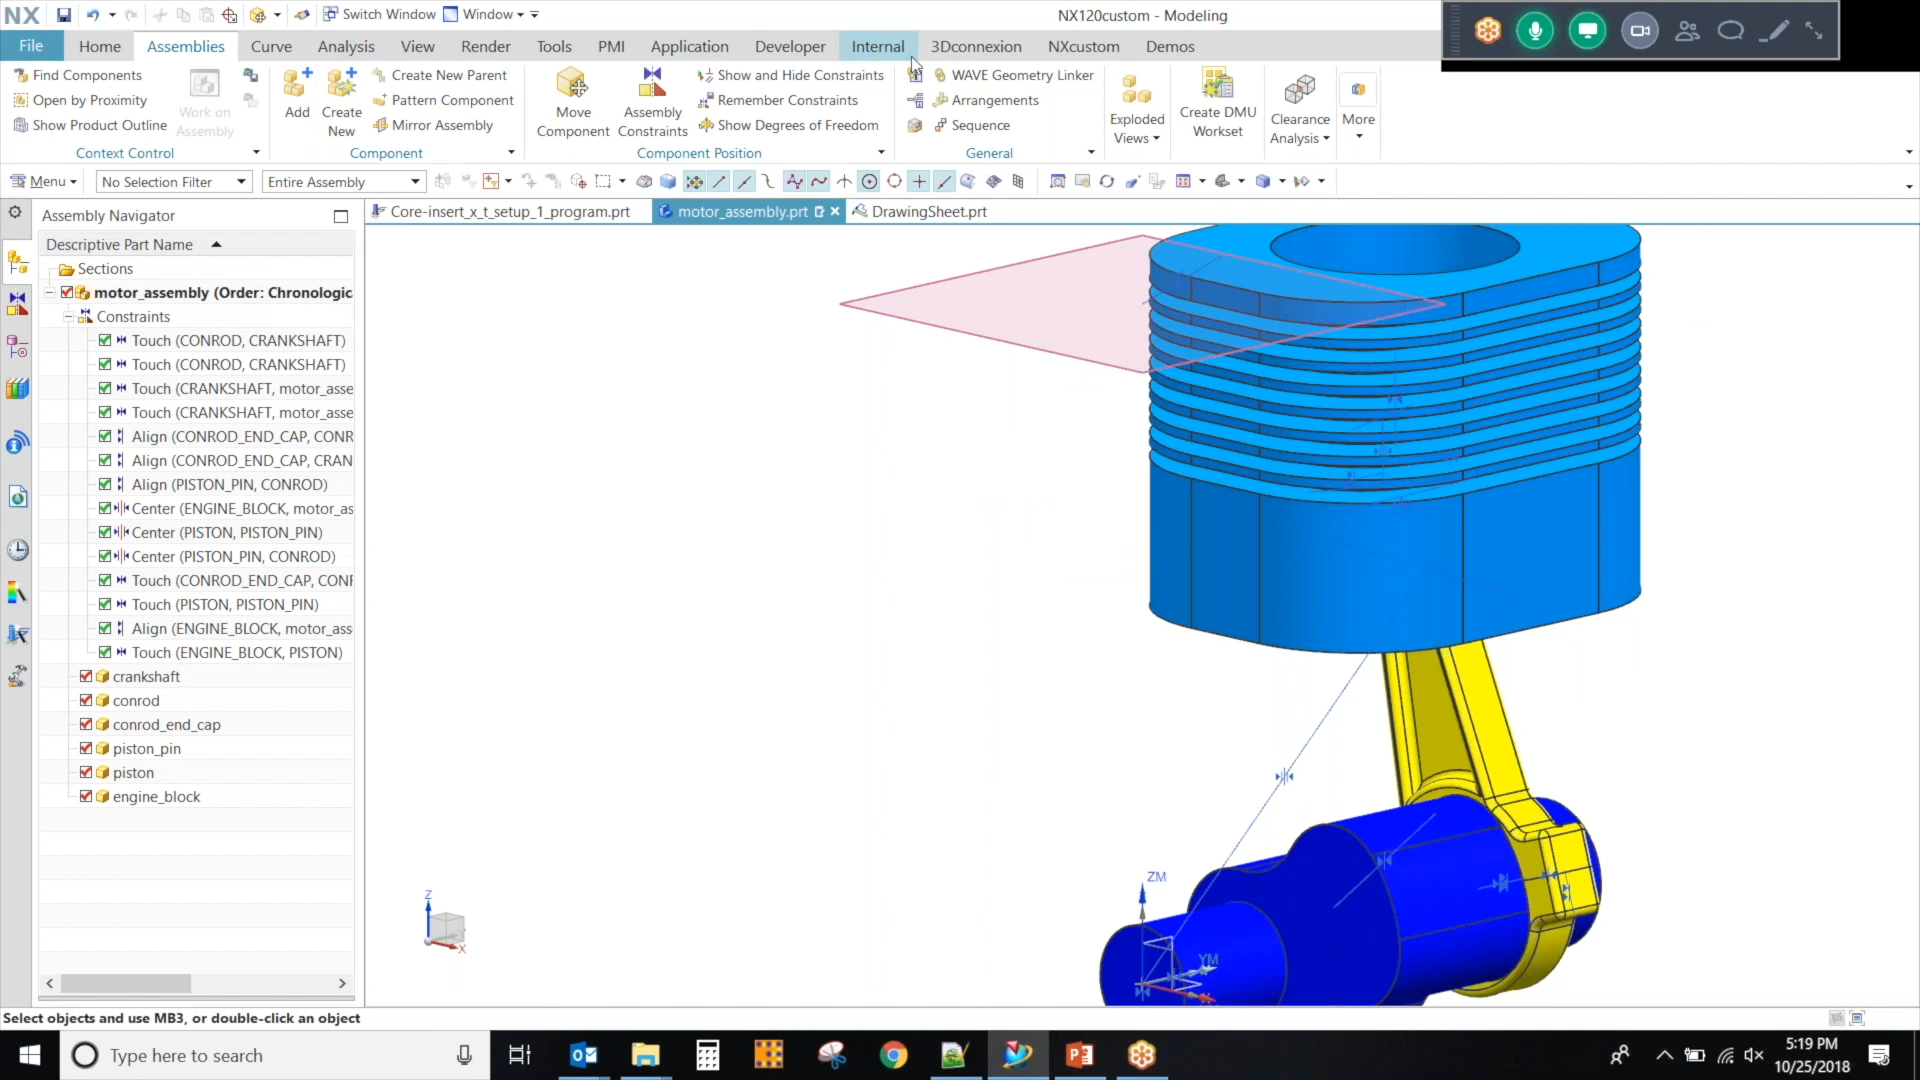 NX
Switch Window
Window
NX120custom - Modeling
File
Home
Assemblies
Curve
Analysis
View
Render
Tools
PMI
Application
Developer
Internal
3Dconnexion
NXcustom
Demos
Find Components
Open by Proximity
Show Product Outline
Work on
Assembly
Context Control
Add
Create
New
Create New Parent
Pattern Component
Mirror Assembly
Component
Move
Component
Assembly
Constraints
Show and Hide Constraints
Remember Constraints
Show Degrees of Freedom
Component Position
WAVE Geometry Linker
Arrangements
Sequence
General
Exploded
Views
Create DMU
Workset
Clearance
Analysis
More
Menu
No Selection Filter
Entire Assembly
Assembly Navigator
Core-insert_x_t_setup_1_program.prt
motor_assembly.prt
DrawingSheet.prt
Descriptive Part Name
Sections
motor_assembly (Order: Chronologic
Constraints
Touch (CONROD, CRANKSHAFT)
Touch (CONROD, CRANKSHAFT)
Touch (CRANKSHAFT, motor_asse
Touch (CRANKSHAFT, motor_asse
Align (CONROD_END_CAP, CONR
Align (CONROD_END_CAP, CRAN
Align (PISTON_PIN, CONROD)
Center (ENGINE_BLOCK, motor_as
Center (PISTON, PISTON_PIN)
Center (PISTON_PIN, CONROD)
Touch (CONROD_END_CAP, CONF
Touch (PISTON, PISTON_PIN)
Align (ENGINE_BLOCK, motor_ass
Touch (ENGINE_BLOCK, PISTON)
crankshaft
conrod
conrod_end_cap
piston_pin
piston
engine_block
Z
X
ZM
YM
X
Select objects and use MB3, or double-click an object
Type here to search
5:19 PM
10/25/2018